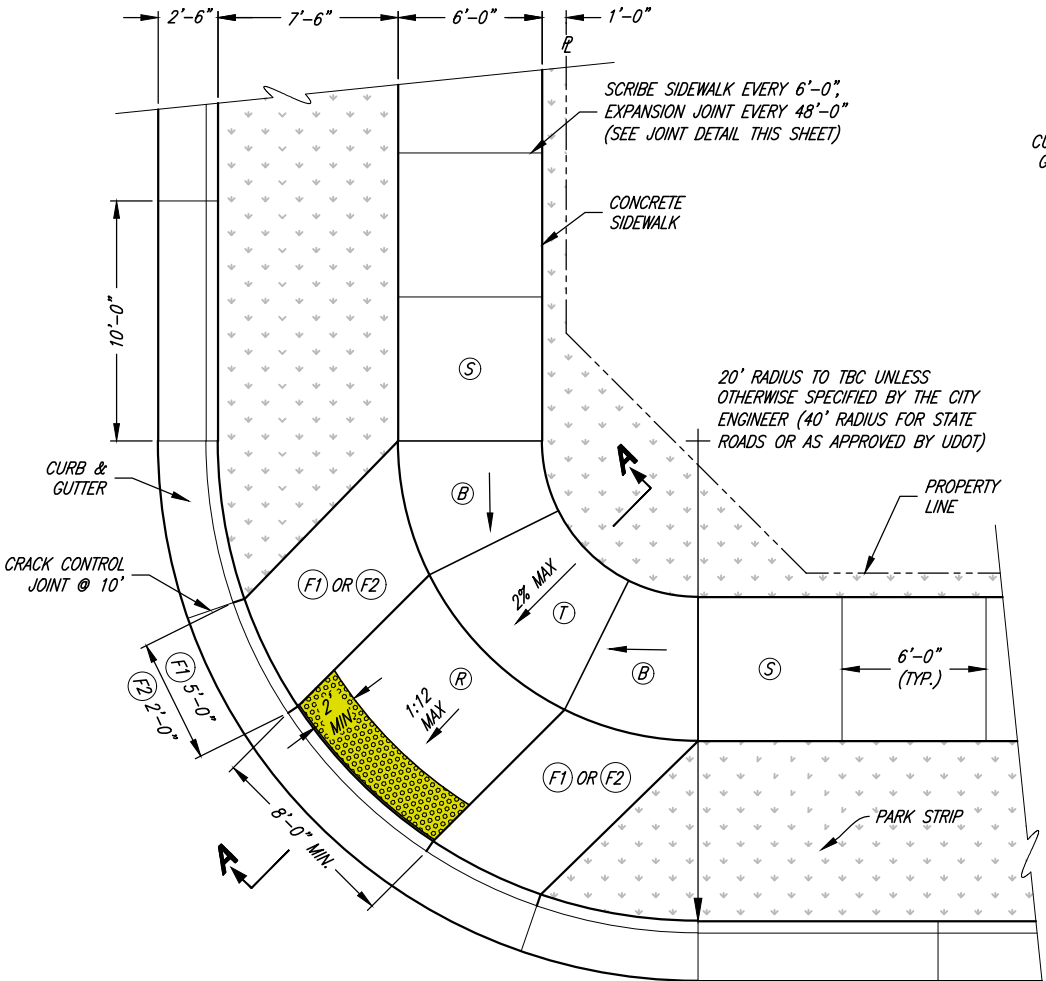 2'-6" 7'-6" 6'-0" 1'-0"
PL
SCRIBE SIDEWALK EVERY 6'-0",
EXPANSION JOINT EVERY 48'-0"
(SEE JOINT DETAIL THIS SHEET)
CU
G
CONCRETE
SIDEWALK
10'-0"
S
20' RADIUS TO TBC UNLESS
OTHERWISE SPECIFIED BY THE CITY
ENGINEER (40' RADIUS FOR STATE
ROADS OR AS APPROVED BY UDOT)
A
CURB &
GUTTER
B
PROPERTY
LINE
CRACK CONTROL
JOINT @ 10'
F1 OR F2
2% MAX
T
F1 5'-0"
F2 2'-0"
R
B
S
6'-0"
(TYP.)
2'
MIN.
1:12
MAX
F1 OR F2
8'-0" MIN.
PARK STRIP
A